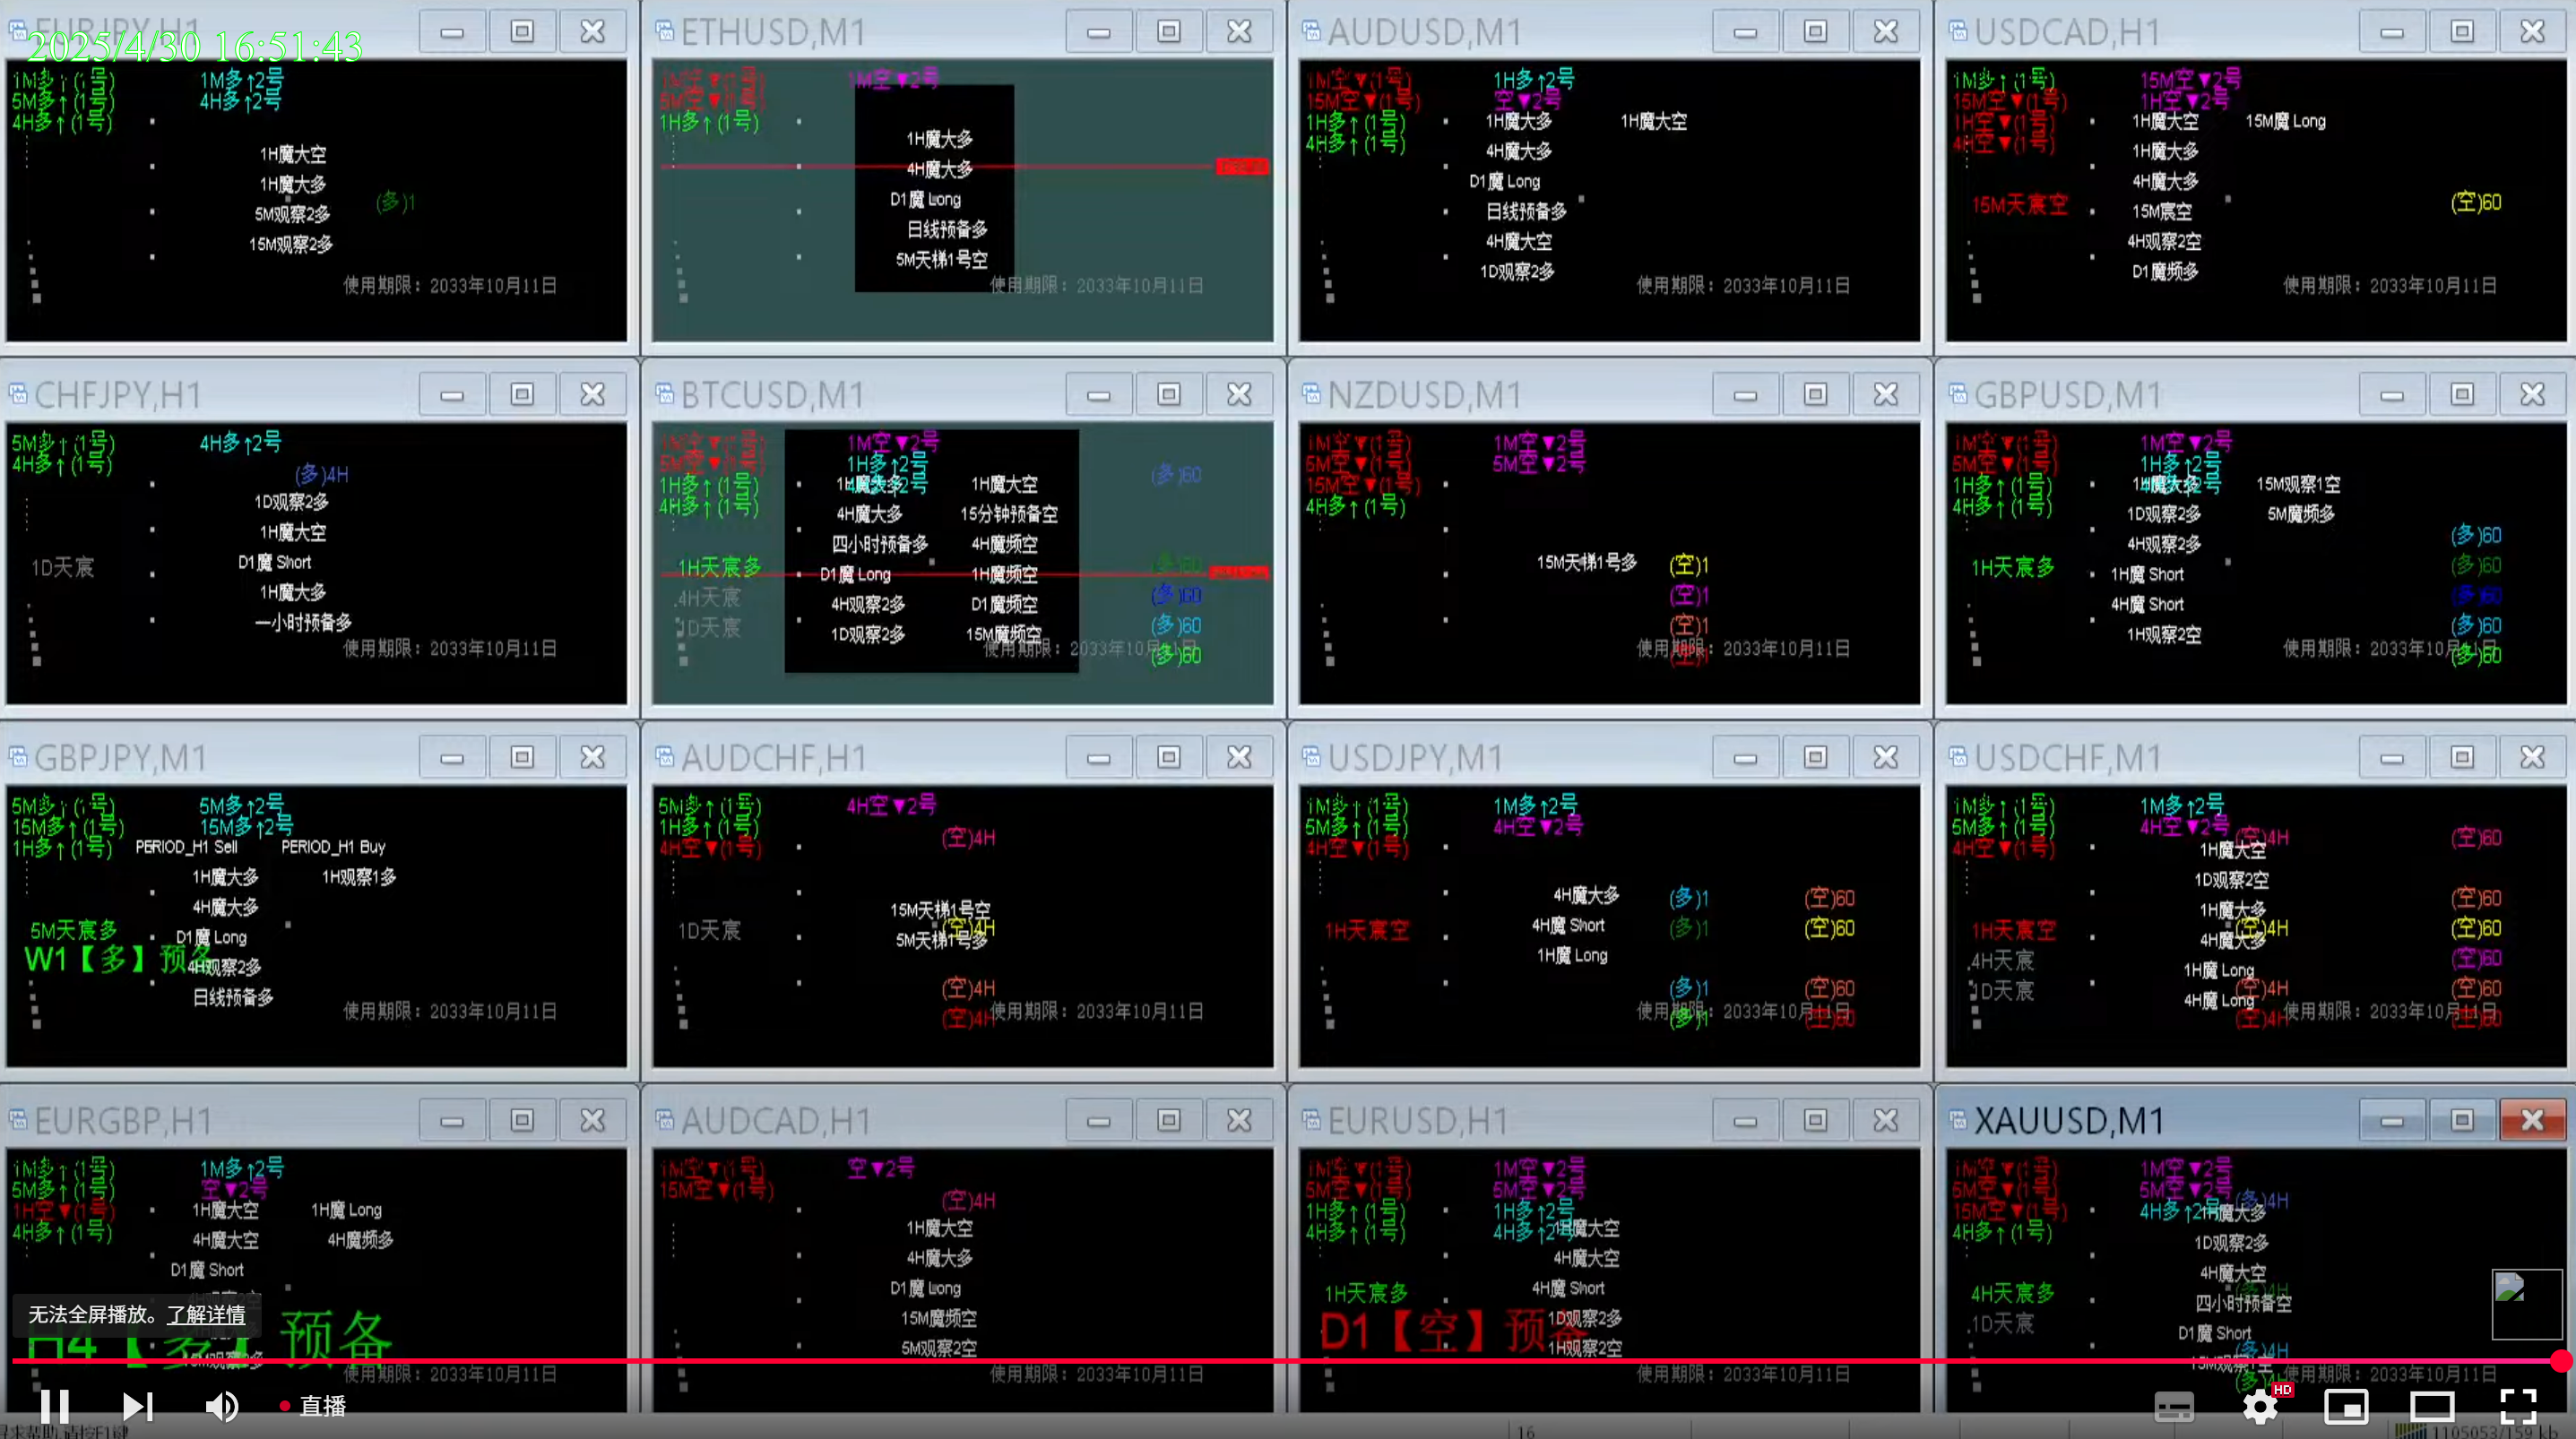 EURJPY,H1
2025/4/30 16:51:43
1M多↑(1号) 1M多↑2号
5M多↑(1号) 4H多↑2号
4H多↑(1号)
1H魔大空
1H魔大多
(多)1
5M观察2多
15M观察2多
使用期限：2033年10月11日
ETHUSD,M1
1M空▼(1号) 1M空▼2号
5M空▼(1号)
1H多↑(1号)
1H魔大多
4H魔大多
D1魔 Long
日线预备多
5M天梯1号空
使用期限：2033年10月11日
AUDUSD,M1
1M空▼(1号) 1H多↑2号
15M空▼(1号) 空▼2号
1H多↑(1号) 1H魔大多 1H魔大空
4H多↑(1号) 4H魔大多
D1魔 Long
日线预备多
4H魔大空
1D观察2多
使用期限：2033年10月11日
USDCAD,H1
1M多↑(1号) 15M空▼2号
15M空▼(1号) 1H空▼2号
1H空▼(1号) 1H魔大空 15M魔 Long
4H空▼(1号) 1H魔大多
4H魔大多
15M天宸空 15M宸空 (空)60
4H观察2空
D1魔频多
使用期限：2033年10月11日
CHFJPY,H1
5M多↑(1号) 4H多↑2号
4H多↑(1号) (多)4H
1D观察2多
1H魔大空
1D天宸 D1魔 Short
1H魔大多
一小时预备多
使用期限：2033年10月11日
BTCUSD,M1
1M空▼(1号) 1M空▼2号
5M空▼(1号) 1H多↑2号 (多)60
1H多↑(1号) 1H魔大多 1H魔大空
4H多↑(1号) 4H魔大多 15分钟预备空
四小时预备多 4H魔频空
1H天宸多 D1魔 Long 1H魔频空
4H天宸 4H观察2多 D1魔频空 (多)60
1D天宸 1D观察2多 15M魔频空 (多)60
(多)60
NZDUSD,M1
1M空▼(1号) 1M空▼2号
5M空▼(1号) 5M空▼2号
15M空▼(1号)
4H多↑(1号)
15M天梯1号多 (空)1
(空)1
(空)1
使用期限：2033年10月11日
GBPUSD,M1
1M空▼(1号) 1M空▼2号
5M空▼(1号) 1H多↑2号
1H多↑(1号) 15M观察1空
4H多↑(1号) 1D观察2多 5M魔频多
4H观察2多 (多)60
1H天宸多 1H魔 Short (多)60
4H魔 Short (多)60
1H观察2空 (多)60
使用期限：2033年10月11日
(多)60
GBPJPY,M1
5M多↑(1号) 5M多↑2号
15M多↑(1号) 15M多↑2号
1H多↑(1号) PERIOD_H1 Sell PERIOD_H1 Buy
1H魔大多 1H观察1多
4H魔大多
5M天宸多 D1魔 Long
W1【多】预备 4H观察2多
日线预备多
使用期限：2033年10月11日
AUDCHF,H1
5M多↑(1号) 4H空▼2号
1H多↑(1号) (空)4H
4H空▼(1号)
15M天梯1号空
1D天宸 (空)4H
5M天梯1号多
(空)4H
(空)4H 使用期限：2033年10月11日
USDJPY,M1
1M多↑(1号) 1M多↑2号
5M多↑(1号) 4H空▼2号
4H空▼(1号)
4H魔大多 (多)1 (空)60
1H天宸空 4H魔 Short (多)1 (空)60
1H魔 Long
(多)1 (空)60
使用期限：2033年10月11日
(多)1 (空)60
USDCHF,M1
1M多↑(1号) 1M多↑2号
5M多↑(1号) 4H空▼2号 (空)4H (空)60
4H空▼(1号) 1H魔大空
1D观察2空
1H魔大多 (空)60
1H天宸空 (空)4H (空)60
4H魔大多
4H天宸 1H魔 Long (空)60
1D天宸 4H魔 Long (空)4H (空)60
(空)4H 使用期限：2033年10月11日 (空)60
EURGBP,H1
1M多↑(1号) 1M多↑2号
5M多↑(1号) 空▼2号
1H空▼(1号) 1H魔大空 1H魔 Long
4H多↑(1号) 4H魔大空 4H魔频多
D1魔 Short
无法全屏播放。了解详情
H4【多】预备
使用期限：2033年10月11日
AUDCAD,H1
1M空▼(1号) 空▼2号
15M空▼(1号) (空)4H
1H魔大空
4H魔大多
D1魔 Long
15M魔频空
5M观察2空
使用期限：2033年10月11日
EURUSD,H1
1M空▼(1号) 1M空▼2号
5M空▼(1号) 5M空▼2号
1H多↑(1号) 1H多↑2号
4H多↑(1号) 4H多↑2号 1H魔大空
4H魔大空
1H天宸多 4H魔 Short
D1【空】预备 1D观察2多
1H观察2空
使用期限：2033年10月11日
XAUUSD,M1
1M空▼(1号) 1M空▼2号
5M空▼(1号) 5M空▼2号 (多)4H
15M空▼(1号) 4H多↑2号 1H魔大多
4H多↑(1号) 1D观察2多
4H魔大空
4H天宸多 四小时预备空
1D天宸 D1魔 Short
(多)4H
使用期限：2033年10月11日
直播
HD
16
1105053/159 kb